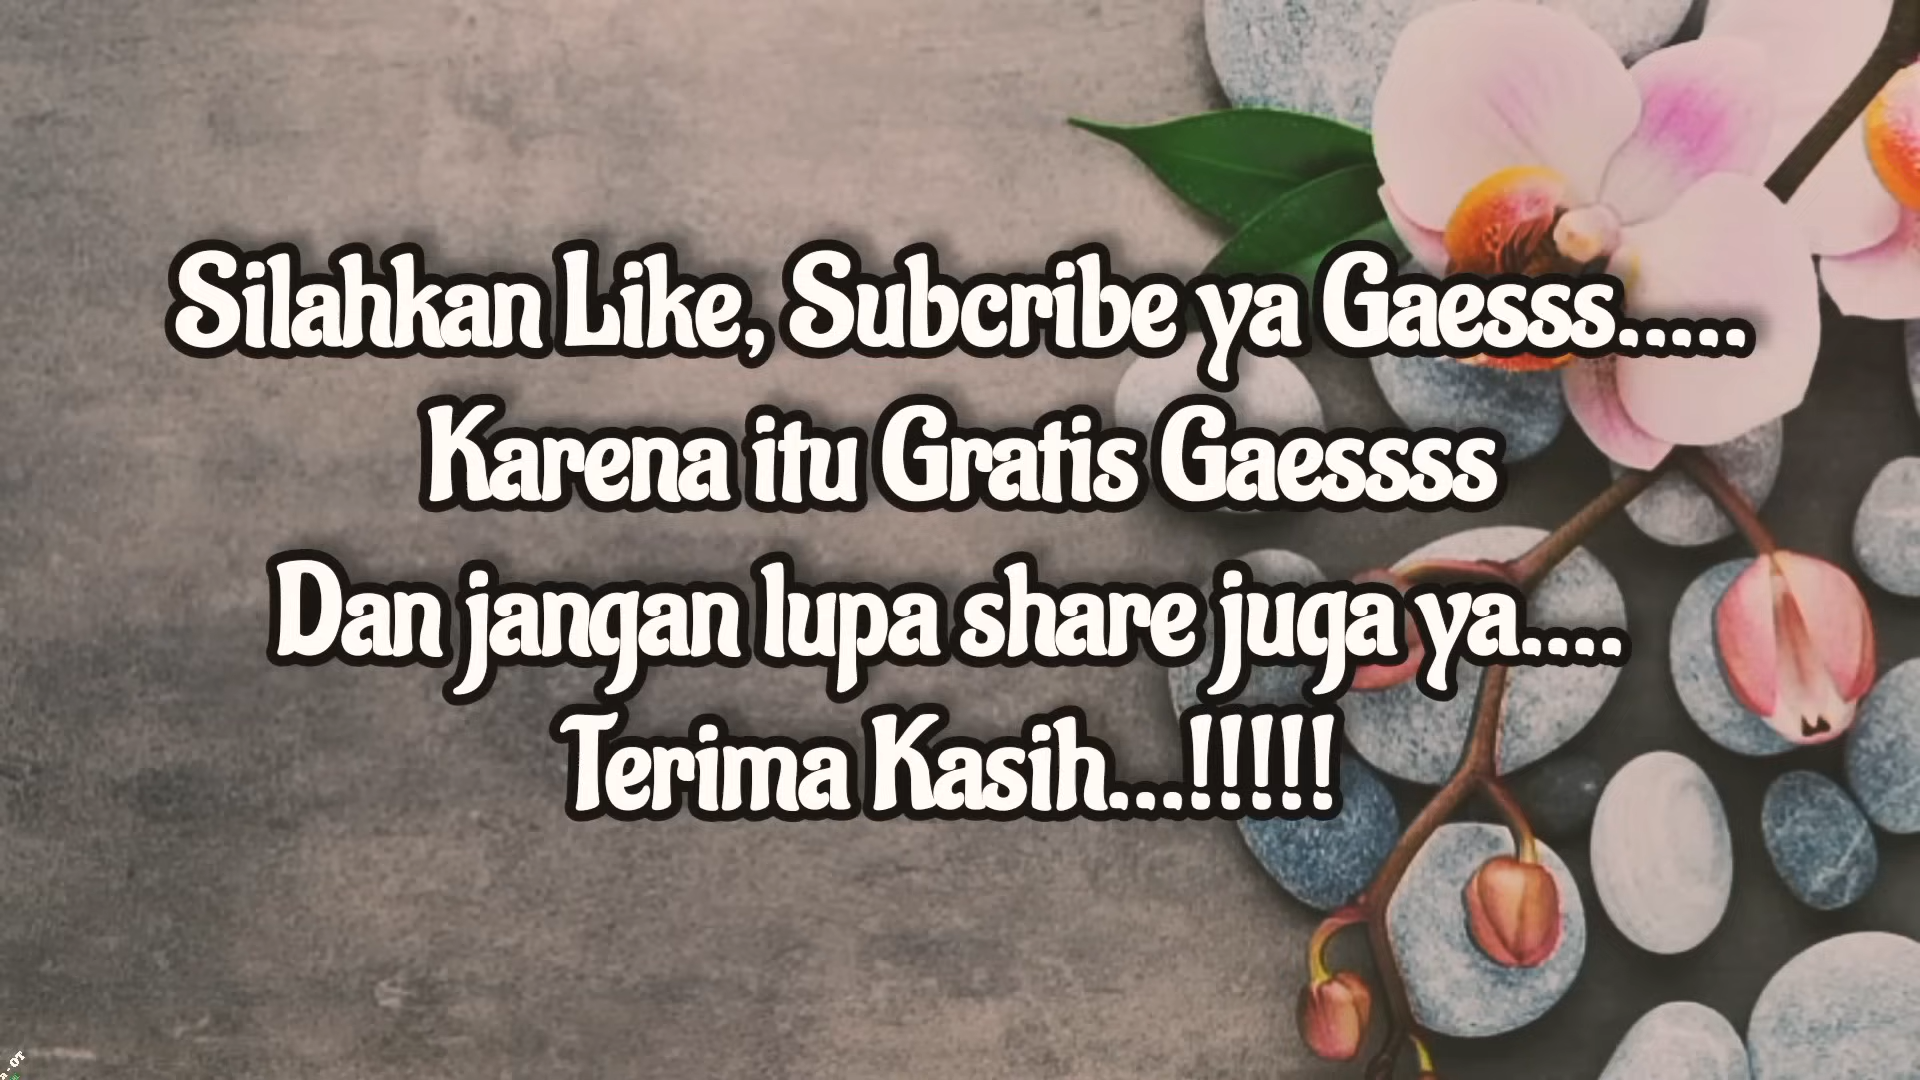 Silahkan Like, Subcribe ya Gaesss.....
Karena itu Gratis Gaessss
Dan jangan lupa share juga ya....
Terima Kasih...!!!!!